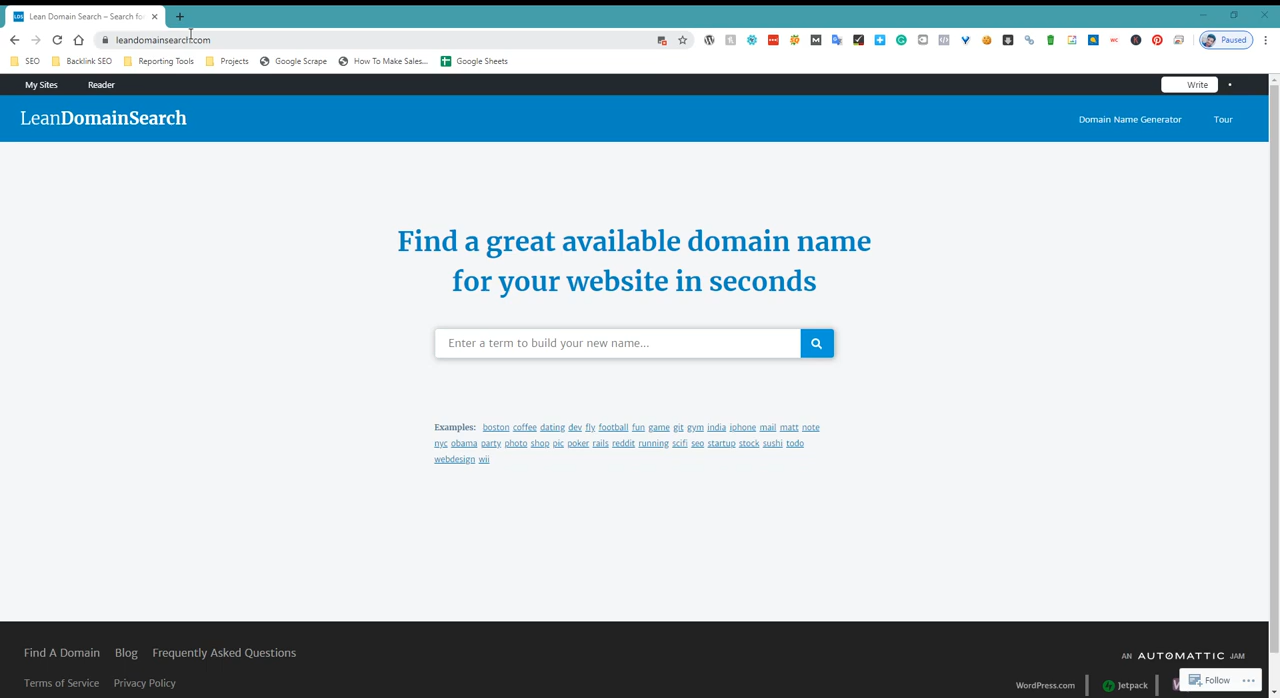 Lean Domain Search – Search fo
leandomainsearch.com
Paused
SEO Backlink SEO Reporting Tools Projects Google Scrape How To Make Sales... Google Sheets
My Sites Reader Write
LeanDomainSearch Domain Name Generator Tour
Find a great available domain name
for your website in seconds
Enter a term to build your new name...
Examples: boston coffee dating dev fly football fun game git gym india iphone mail matt note
nyc obama party photo shop pic poker rails reddit running scifi seo startup stock sushi todo
webdesign wii
Find A Domain Blog Frequently Asked Questions
AN AUTOMATTIC JAM
Terms of Service Privacy Policy
WordPress.com Jetpack
Follow